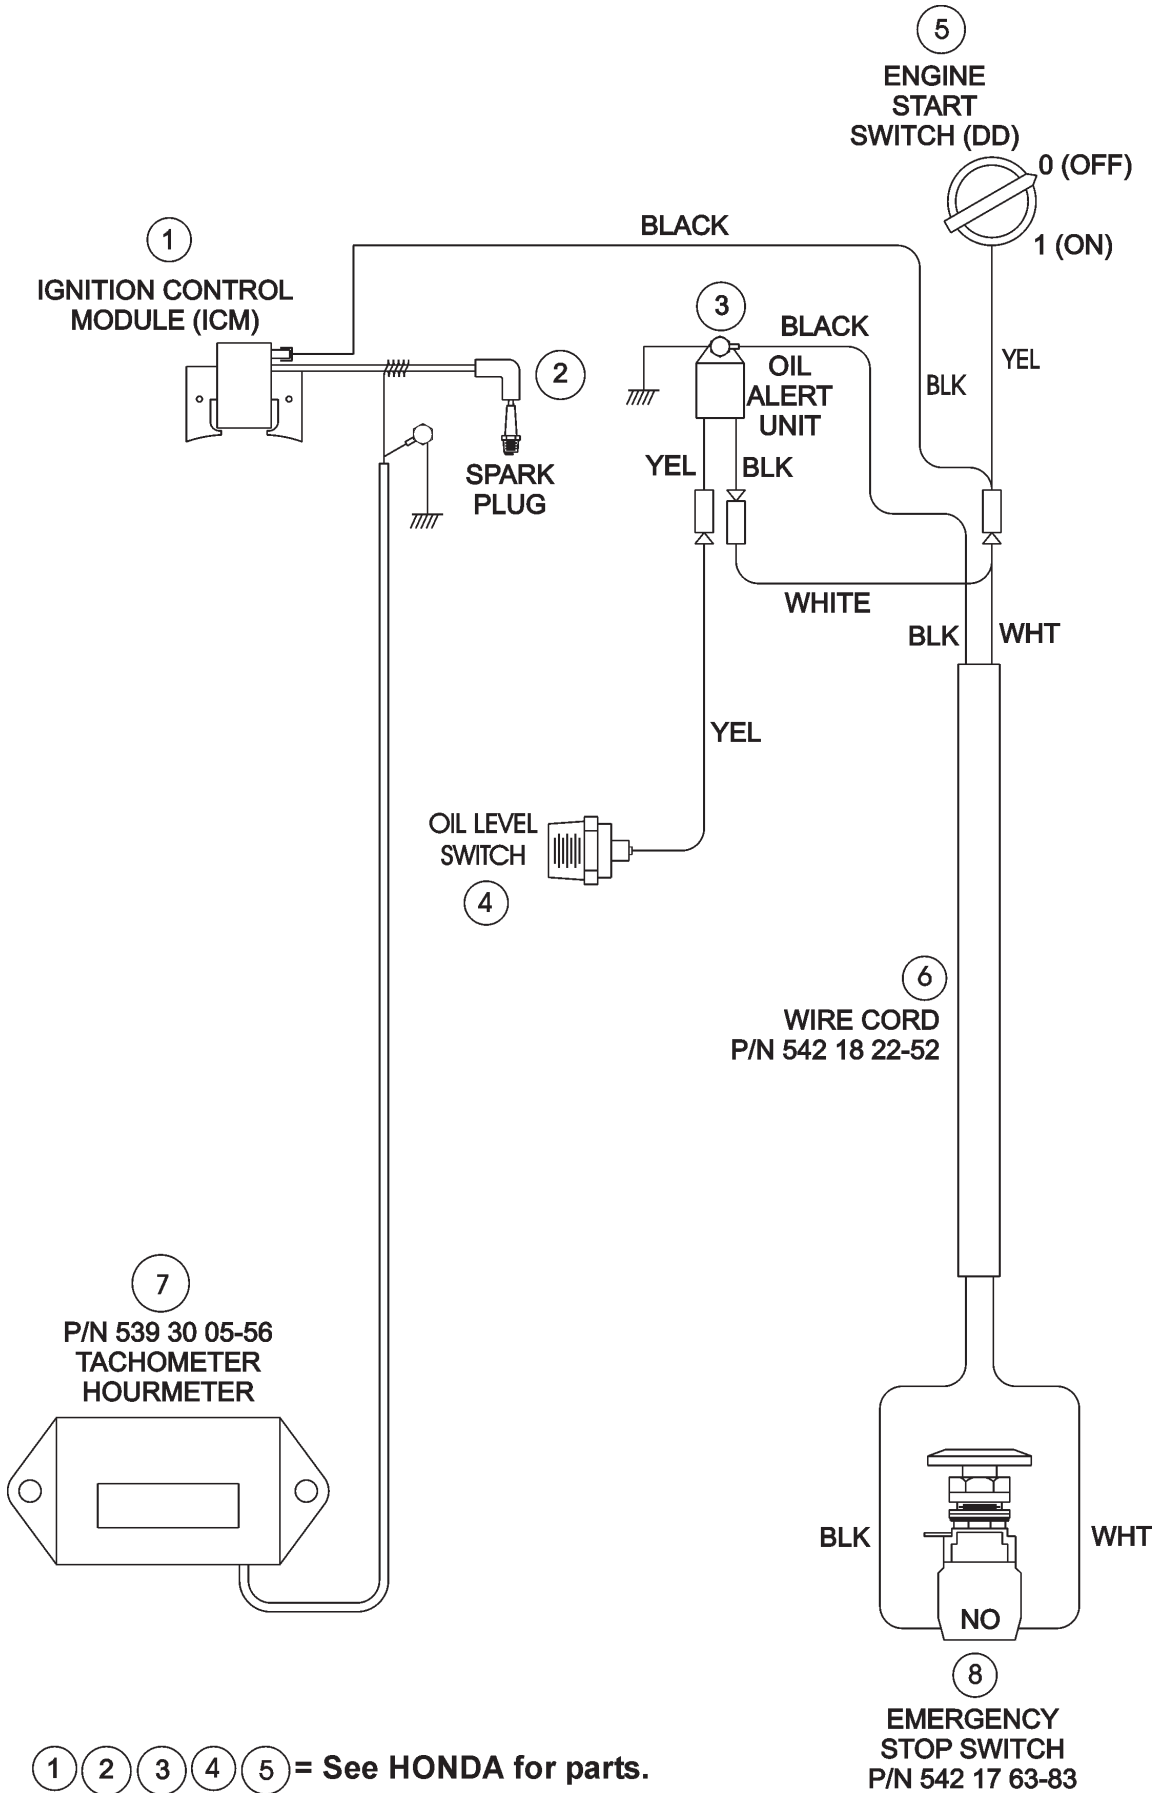 5
ENGINE
START
SWITCH (DD)
0 (OFF)
1 (ON)
BLACK
1
IGNITION CONTROL
MODULE (ICM)
3
BLACK
OIL
ALERT
UNIT
YEL
BLK
2
SPARK
PLUG
YEL
BLK
WHITE
BLK
WHT
YEL
OIL LEVEL
SWITCH
4
6
WIRE CORD
P/N 542 18 22-52
7
P/N 539 30 05-56
TACHOMETER
HOURMETER
BLK
WHT
NO
8
EMERGENCY
STOP SWITCH
P/N 542 17 63-83
1 2 3 4 5 = See HONDA for parts.